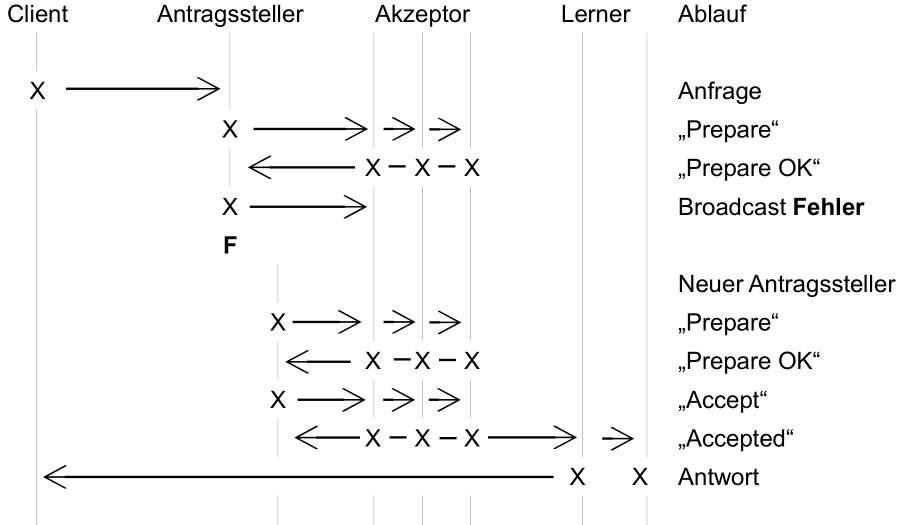 Client Antragssteller Akzeptor Lerner Ablauf
X Anfrage
X „Prepare“
X X X „Prepare OK“
X Broadcast Fehler
F
Neuer Antragssteller
X „Prepare“
X X X „Prepare OK“
X „Accept“
X X X „Accepted“
X X Antwort